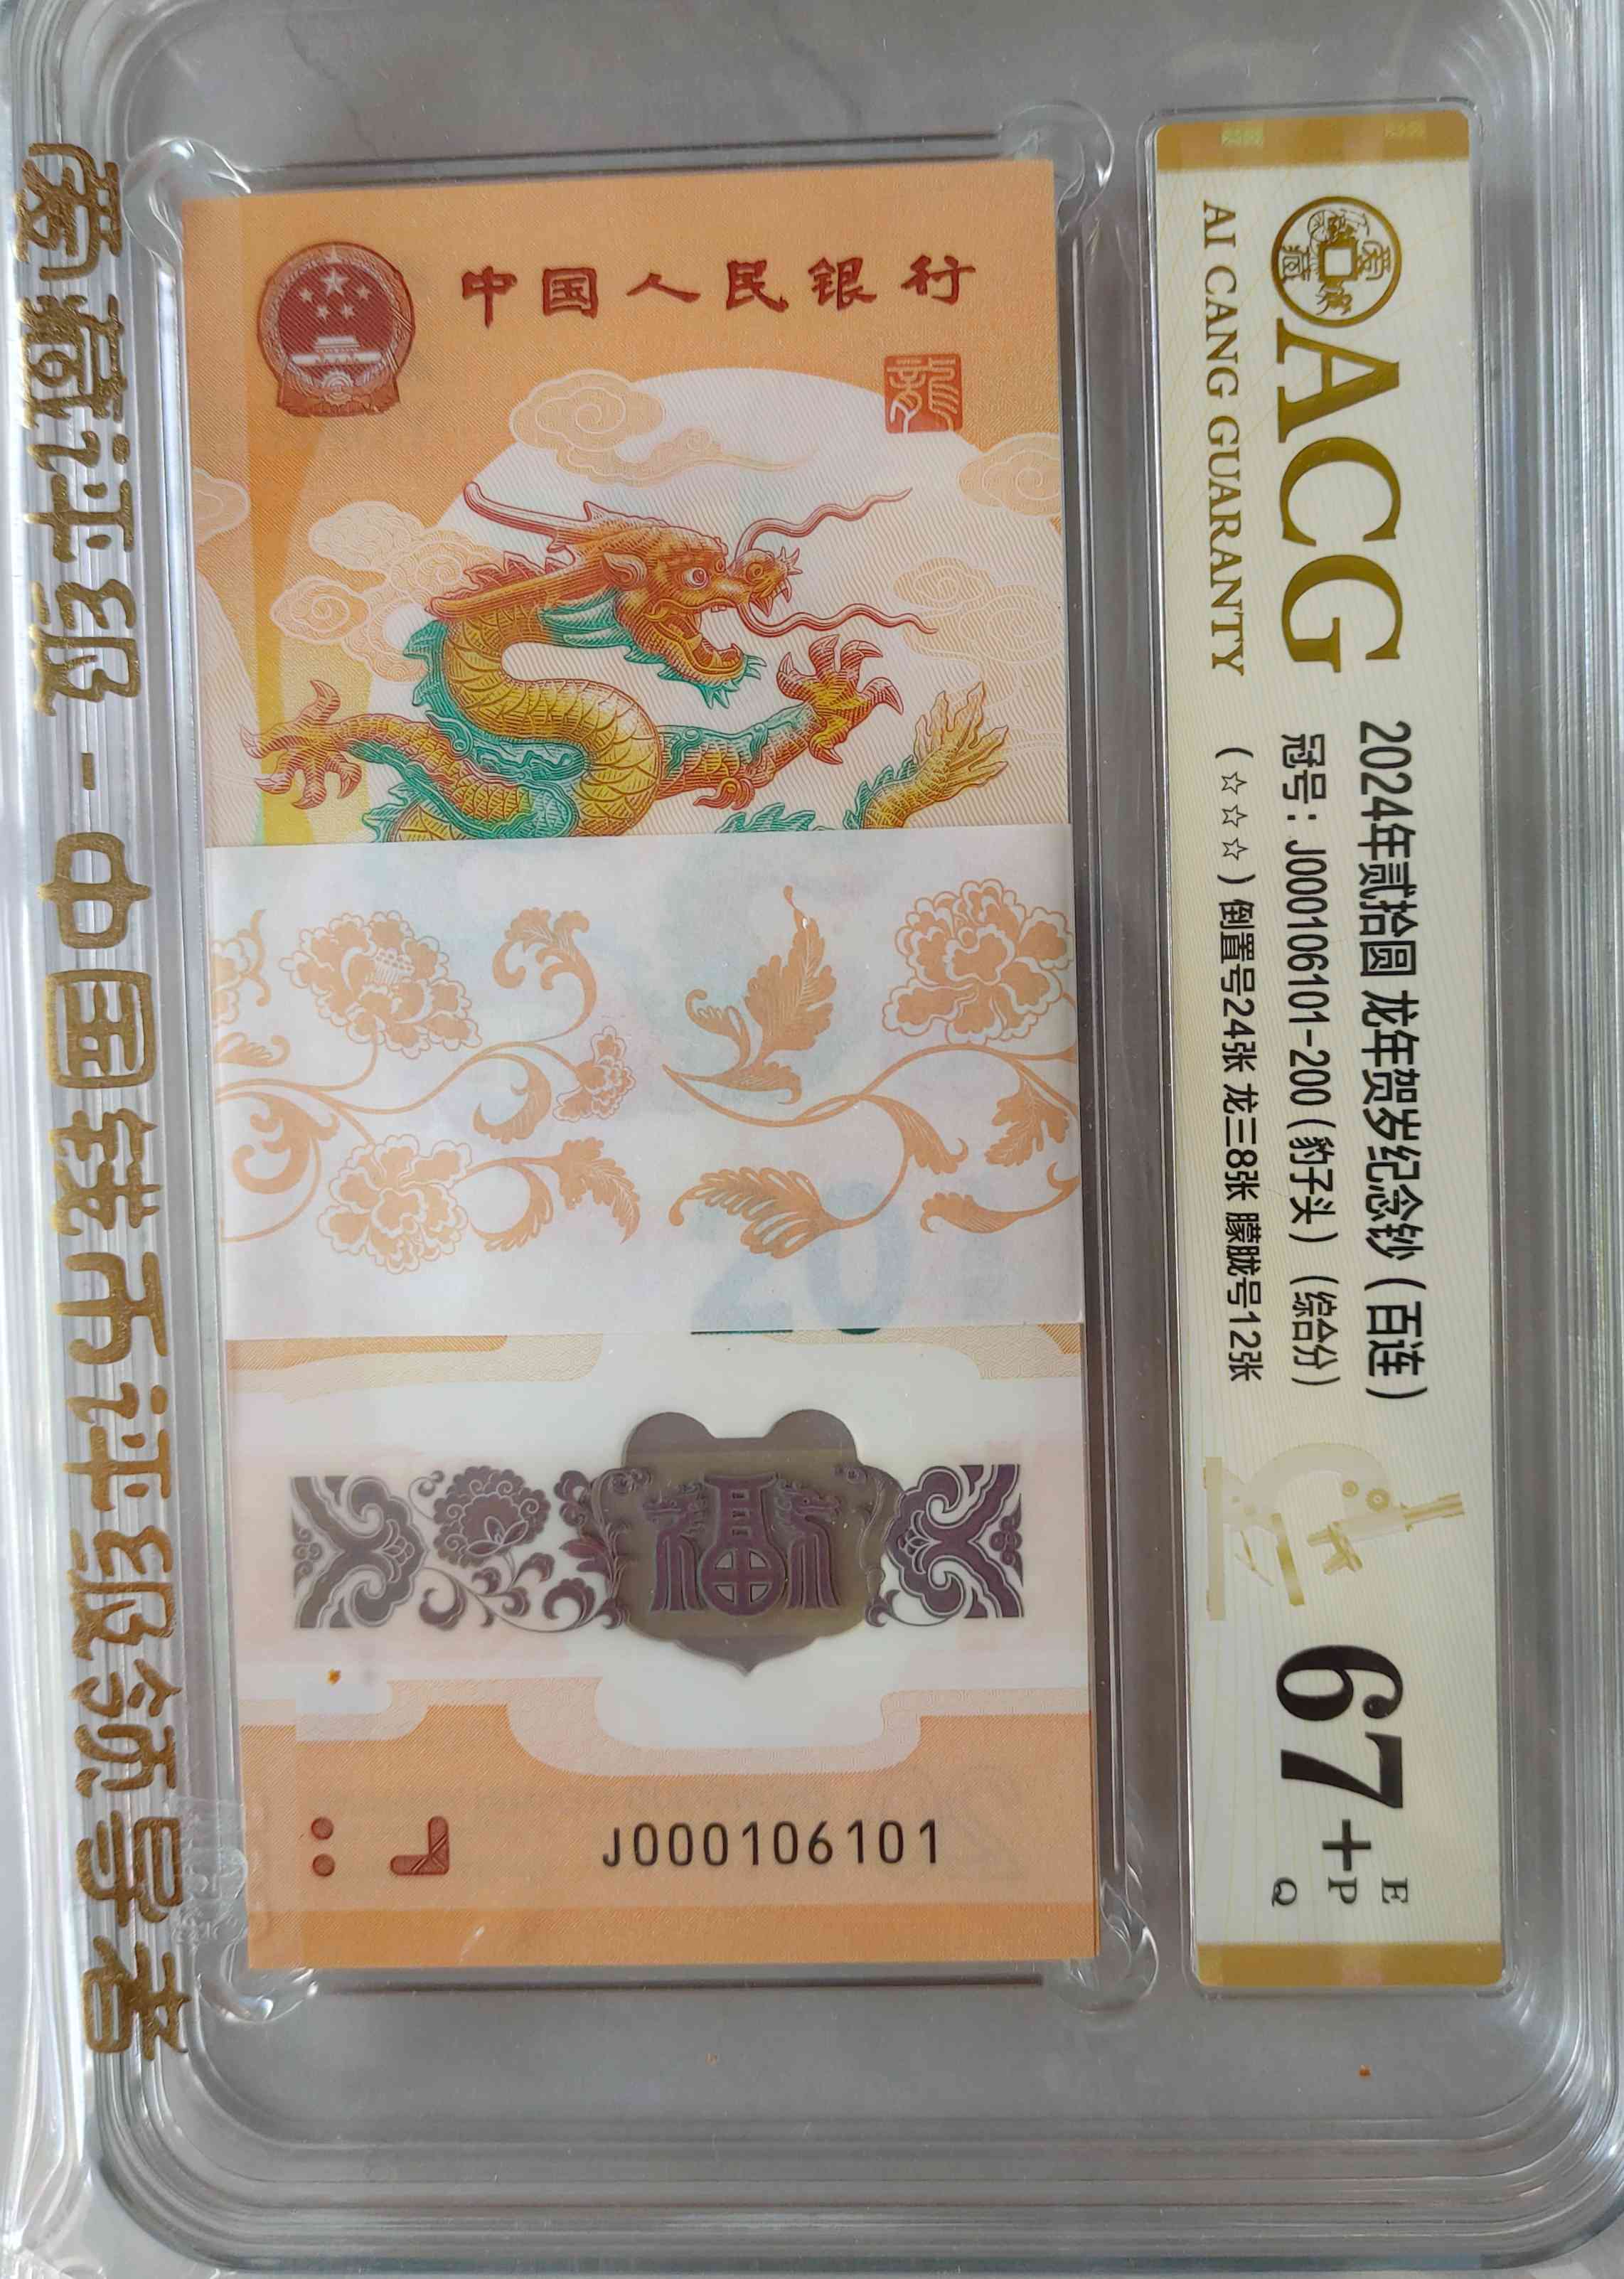 中国人民银行
龍
20
福
J000106101
ACG
AI CANG GUARANTY
2024年贰拾圆 龙年贺岁纪念钞（百连）
冠号：J000106101-200（豹子头）（综合分）
（☆☆☆）倒置号24张 龙三8张 朦胧号12张
67+
E
P
Q
爱藏评级-中国钱币评级领导者